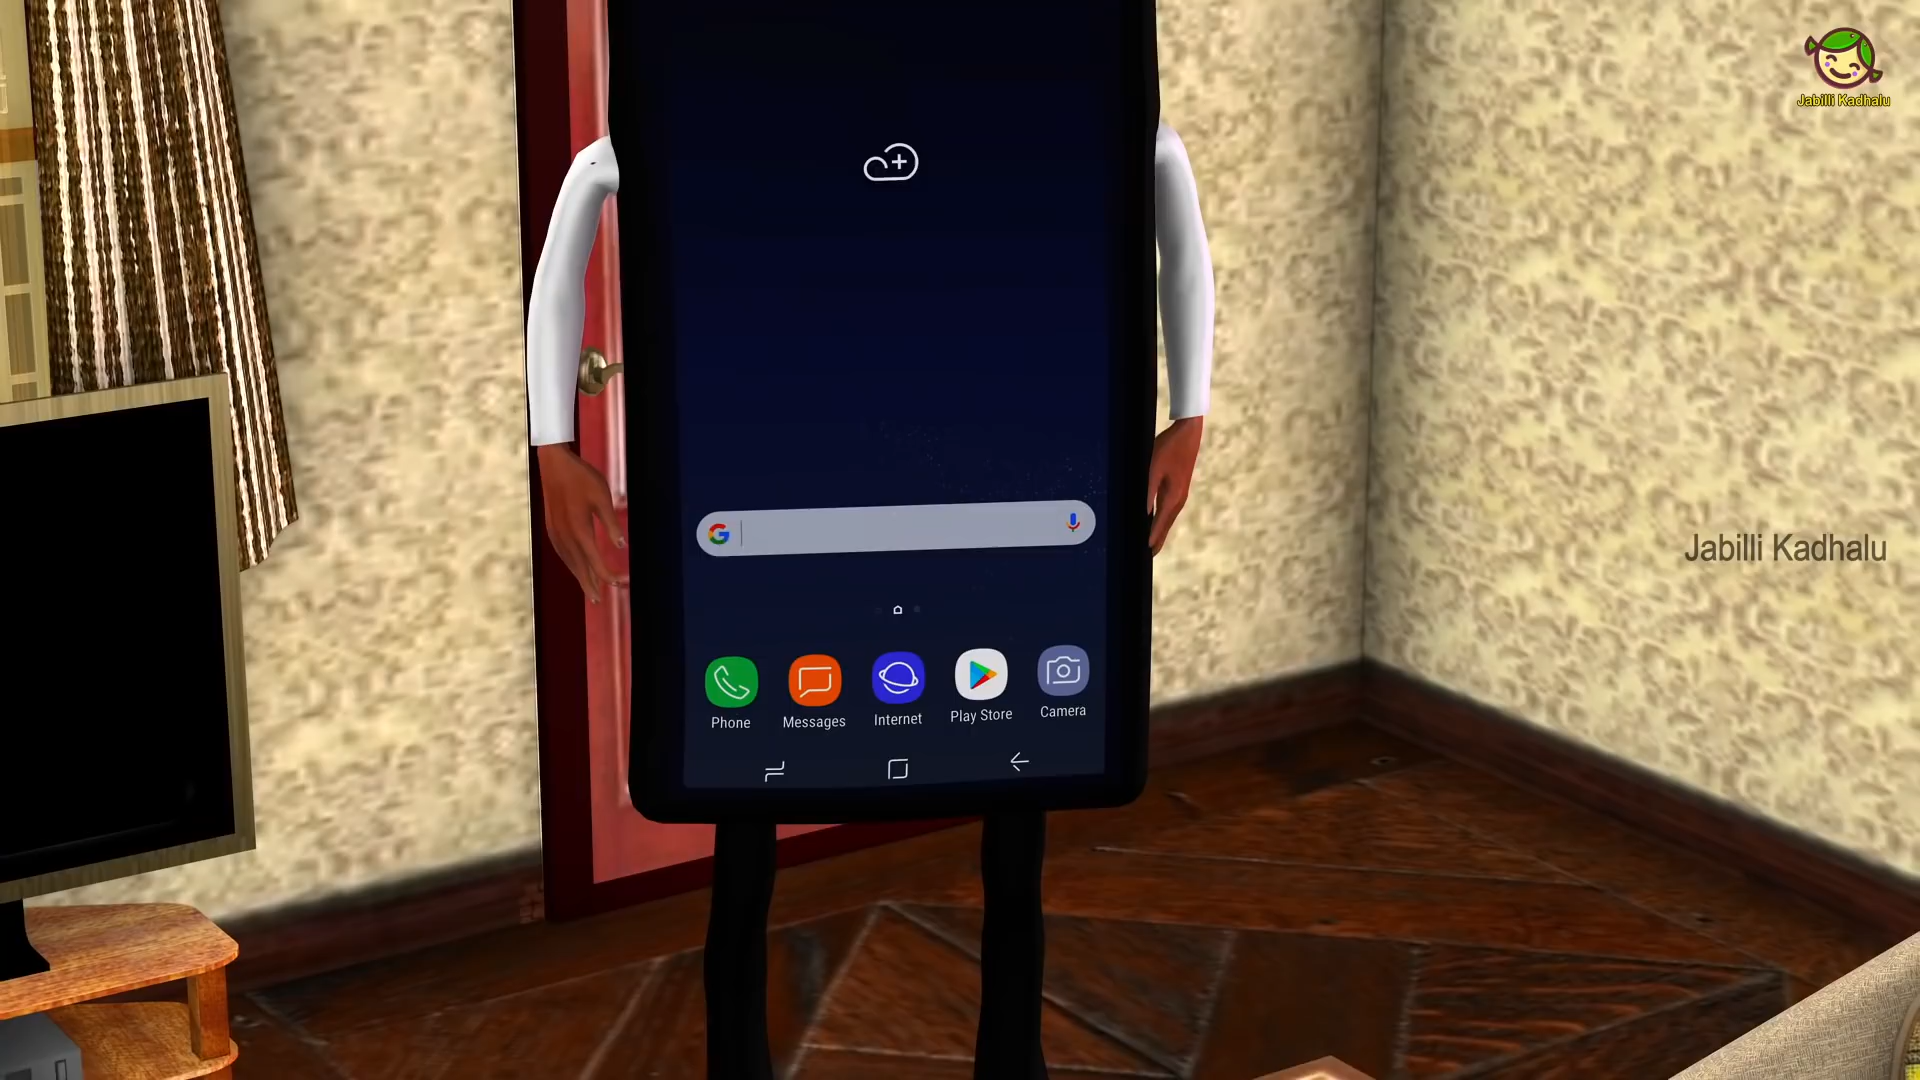 Jabilli Kadhalu
Jabilli Kadhalu
Phone
Messages
Internet
Play Store
Camera